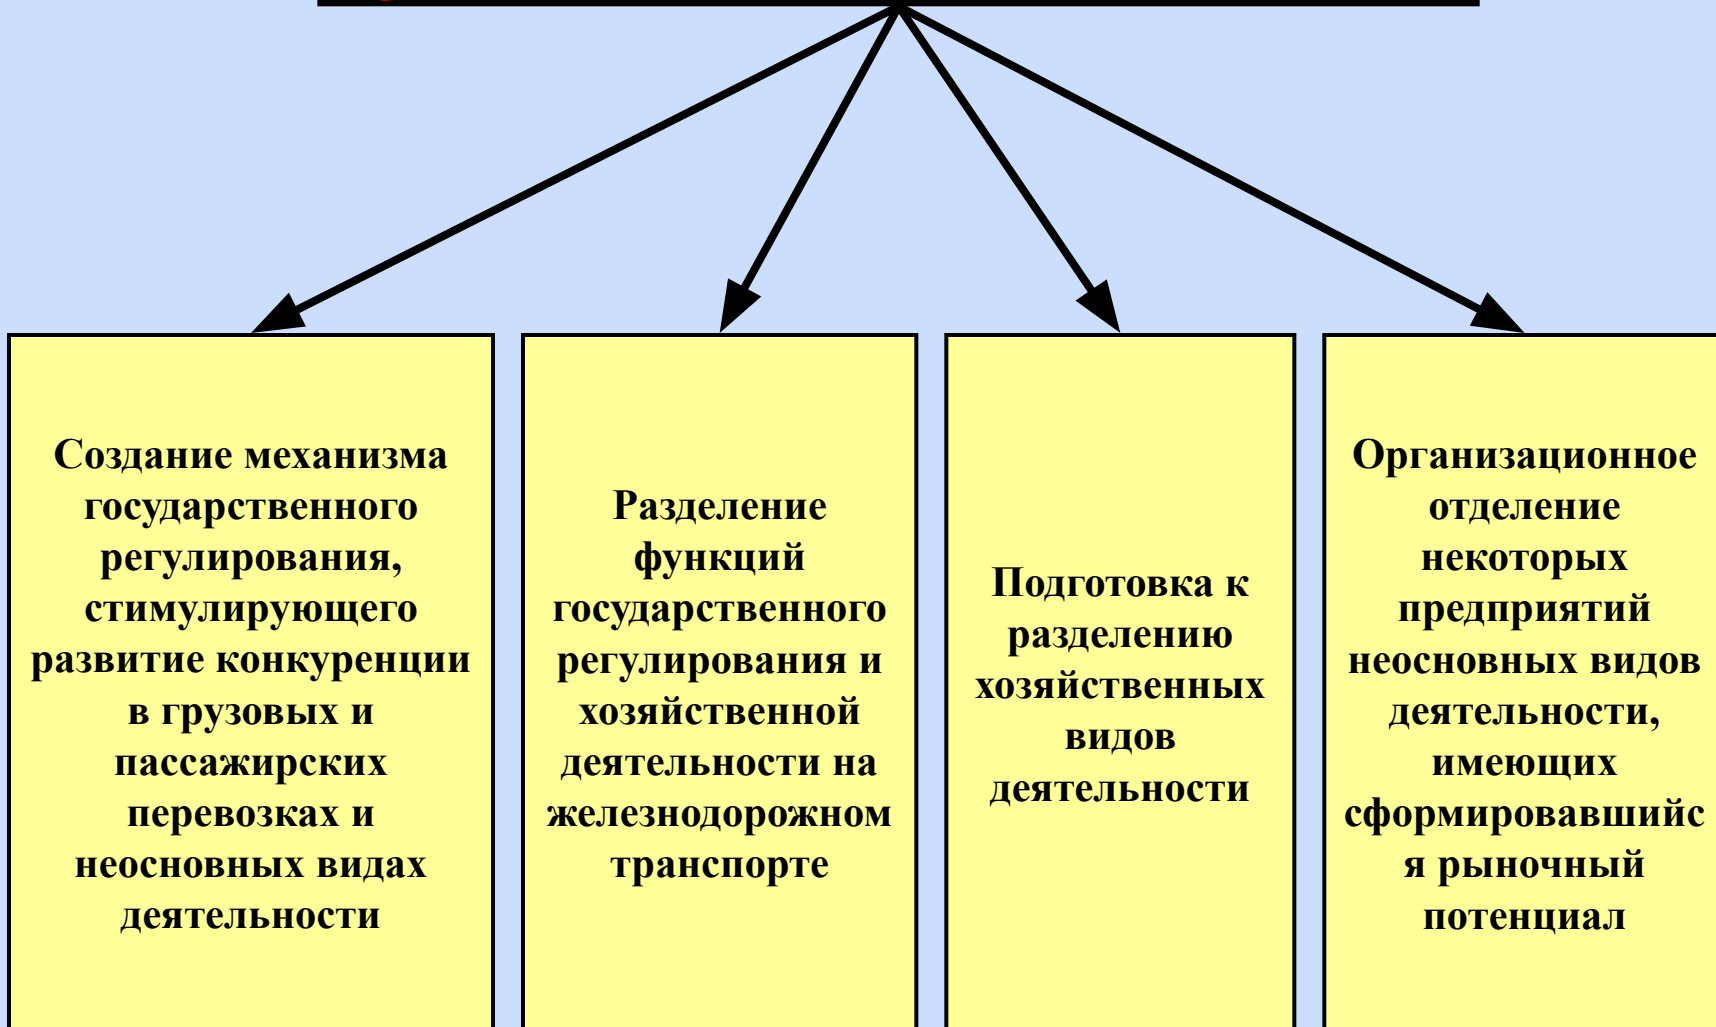 Создание механизма
государственного
регулирования,
стимулирующего
развитие конкуренции
в грузовых и
пассажирских
перевозках и
неосновных видах
деятельности
Разделение
функций
государственного
регулирования и
хозяйственной
деятельности на
железнодорожном
транспорте
Подготовка к
разделению
хозяйственных
видов
деятельности
Организационное
отделение
некоторых
предприятий
неосновных видов
деятельности,
имеющих
сформировавшийс
я рыночный
потенциал